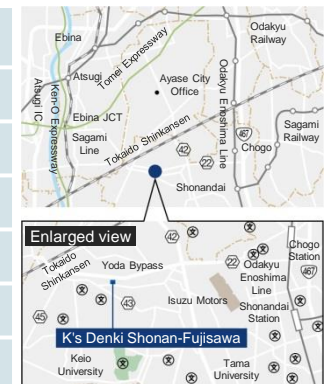 Odakyu
Railway
Ebina
Tomei Expressway
Atsugi
Atsugi IC
Ken-O Expressway
Ayase City
Office
Odakyu Enoshima Line
Ebina JCT
Sagami
Line
467
Sagami
Railway
Tokaido Shinkansen
42
22
Chogo
Shonandai
Enlarged view
42
文
Chogo
Station
Tokaido
Shinkansen
Yoda Bypass
22
Odakyu
Enoshima
Line
467
Isuzu Motors
Shonandai
Station
43
45
K's Denki Shonan-Fujisawa
Keio
University
Tama
University